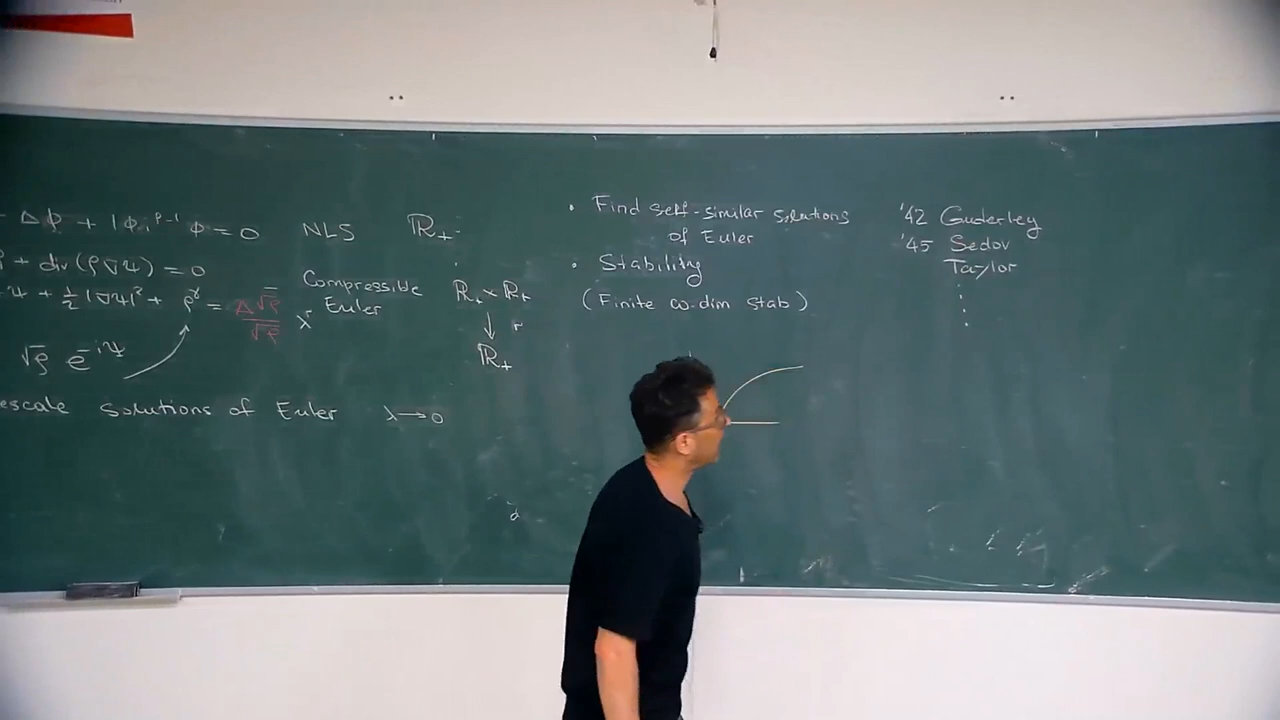 - Δφ + |φ|^{p-1} φ = 0 NLS ℝ₊
+ div(ρ∇ψ) = 0
Compressible Euler
ψ + ½|∇ψ|² + ρ^γ = Δ√ρ/√ρ λ
√ρ e^{-iψ}
escale solutions of Euler λ → 0
ℝ₊ × ℝ₊
↓ r
ℝ₊
• Find self-similar solutions
of Euler
• Stability
(Finite co-dim stab)
'42 Guderley
'45 Sedov
Taylor